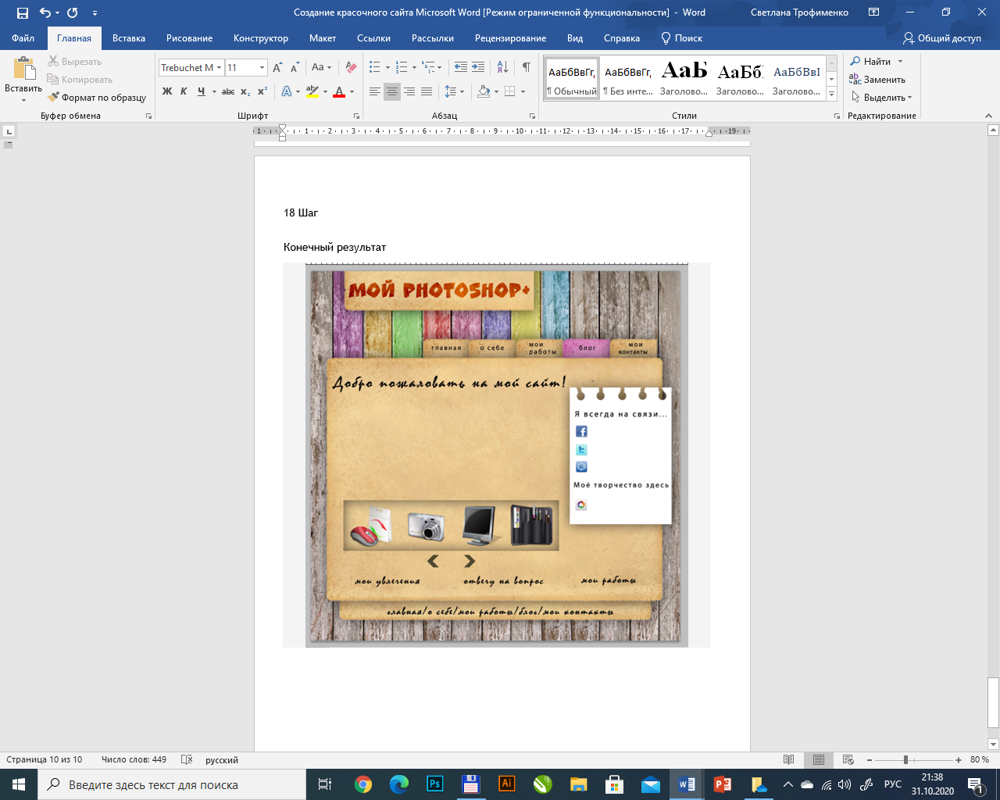 Создание красочного сайта Microsoft Word [Режим ограниченной функциональности] - Word
Светлана Трофименко
Файл Главная Вставка Рисование Конструктор Макет Ссылки Рассылки Рецензирование Вид Справка Поиск Общий доступ
Вставить
Вырезать
Копировать
Формат по образцу
Буфер обмена
Trebuchet M 11
Ж К Ч abc x₂ x²
Шрифт
Абзац
АаБбВвГг, АаБбВвГг, АаБ АаБбІ АаБбВвІ
¶ Обычный ¶ Без инте... Заголово... Заголово... Заголово...
Стили
Найти
Заменить
Выделить
Редактирование
1 1 2 3 4 5 6 7 8 9 10 11 12 13 14 15 16 17 19
18 Шаг
Конечный результат
МОЙ PHOTOSHOP+
главная
о себе
мои работы
блог
мои контакты
Добро пожаловать на мой сайт!
Я всегда на связи...
Моё творчество здесь
мои увлечения
отвечу на вопрос
мои работы
главная/о себе/мои работы/блог/мои контакты
Страница 10 из 10 Число слов: 449 русский
80 %
Введите здесь текст для поиска
РУС
21:38
31.10.2020
1